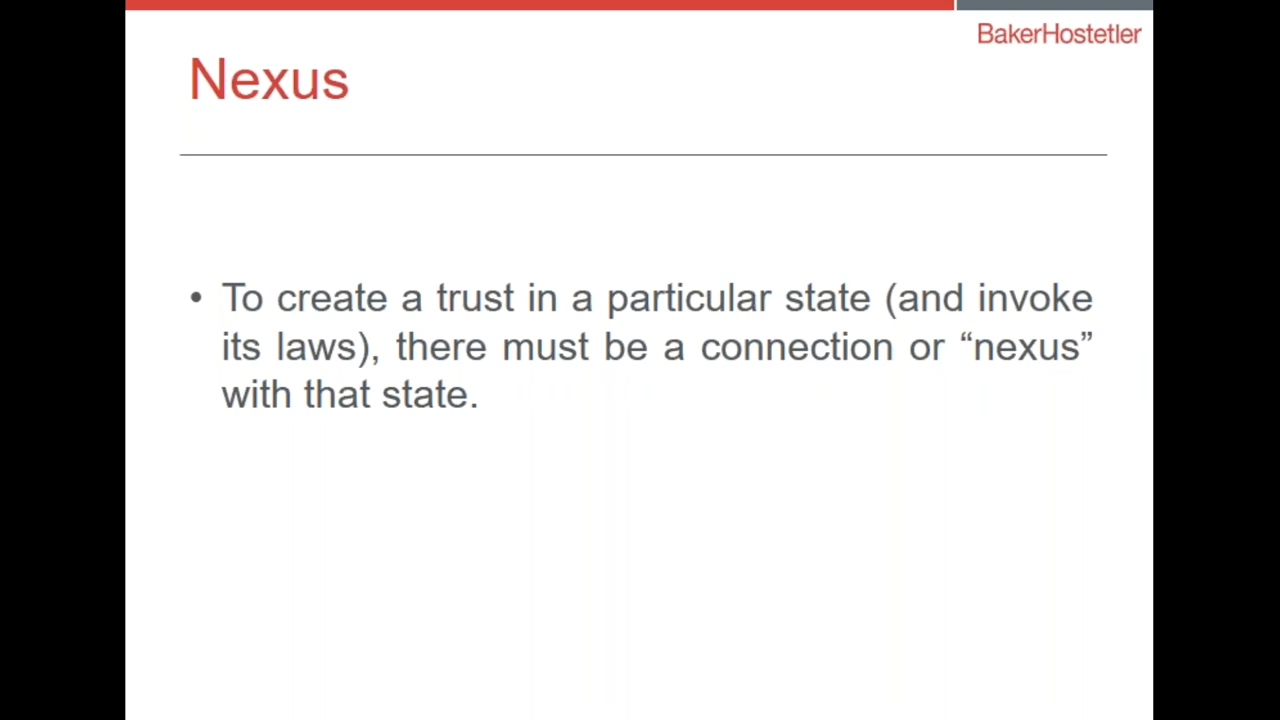 BakerHostetler
Nexus
• To create a trust in a particular state (and invoke
its laws), there must be a connection or “nexus”
with that state.